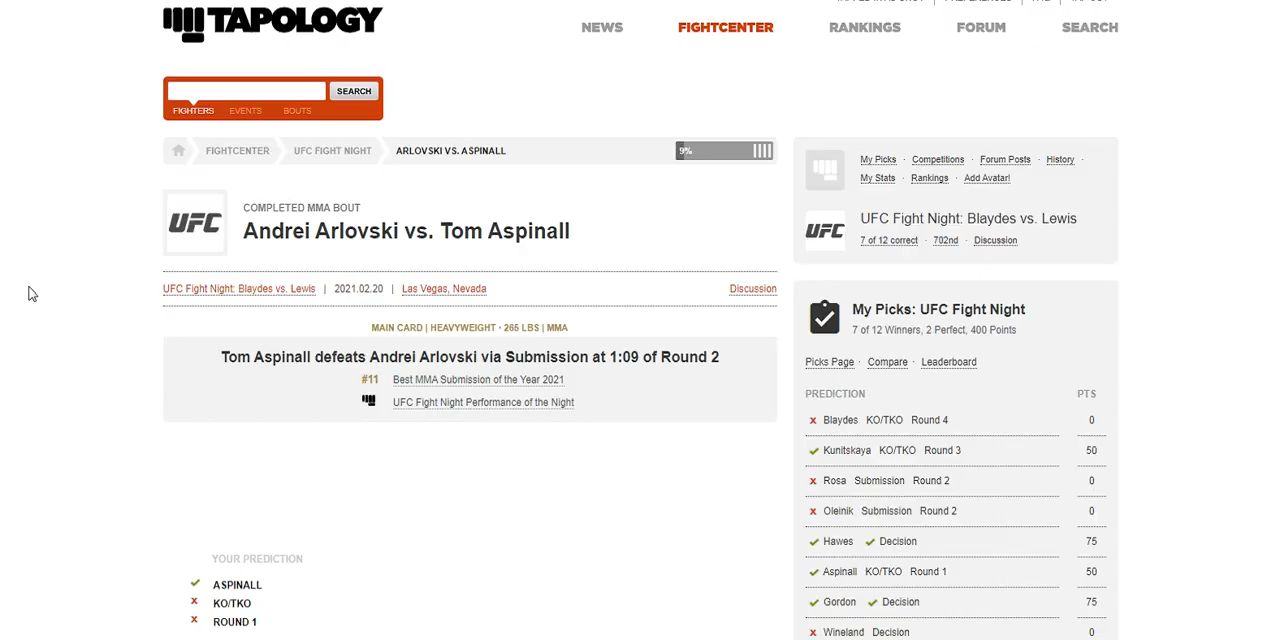 TAPOLOGY
NEWS FIGHTCENTER RANKINGS FORUM SEARCH
SEARCH
FIGHTERS EVENTS BOUTS
FIGHTCENTER UFC FIGHT NIGHT ARLOVSKI VS. ASPINALL 9%
My Picks · Competitions · Forum Posts · History ·
My Stats · Rankings · Add Avatar!
UFC
COMPLETED MMA BOUT
Andrei Arlovski vs. Tom Aspinall
UFC
UFC Fight Night: Blaydes vs. Lewis
7 of 12 correct · 702nd · Discussion
UFC Fight Night: Blaydes vs. Lewis | 2021.02.20 | Las Vegas, Nevada Discussion
MAIN CARD | HEAVYWEIGHT · 265 LBS | MMA
Tom Aspinall defeats Andrei Arlovski via Submission at 1:09 of Round 2
#11 Best MMA Submission of the Year 2021
UFC Fight Night Performance of the Night
My Picks: UFC Fight Night
7 of 12 Winners, 2 Perfect, 400 Points
Picks Page · Compare · Leaderboard
PREDICTION PTS
x Blaydes KO/TKO Round 4 0
✓ Kunitskaya KO/TKO Round 3 50
x Rosa Submission Round 2 0
x Oleinik Submission Round 2 0
✓ Hawes ✓ Decision 75
✓ Aspinall KO/TKO Round 1 50
✓ Gordon ✓ Decision 75
x Wineland Decision 0
YOUR PREDICTION
✓ ASPINALL
x KO/TKO
x ROUND 1